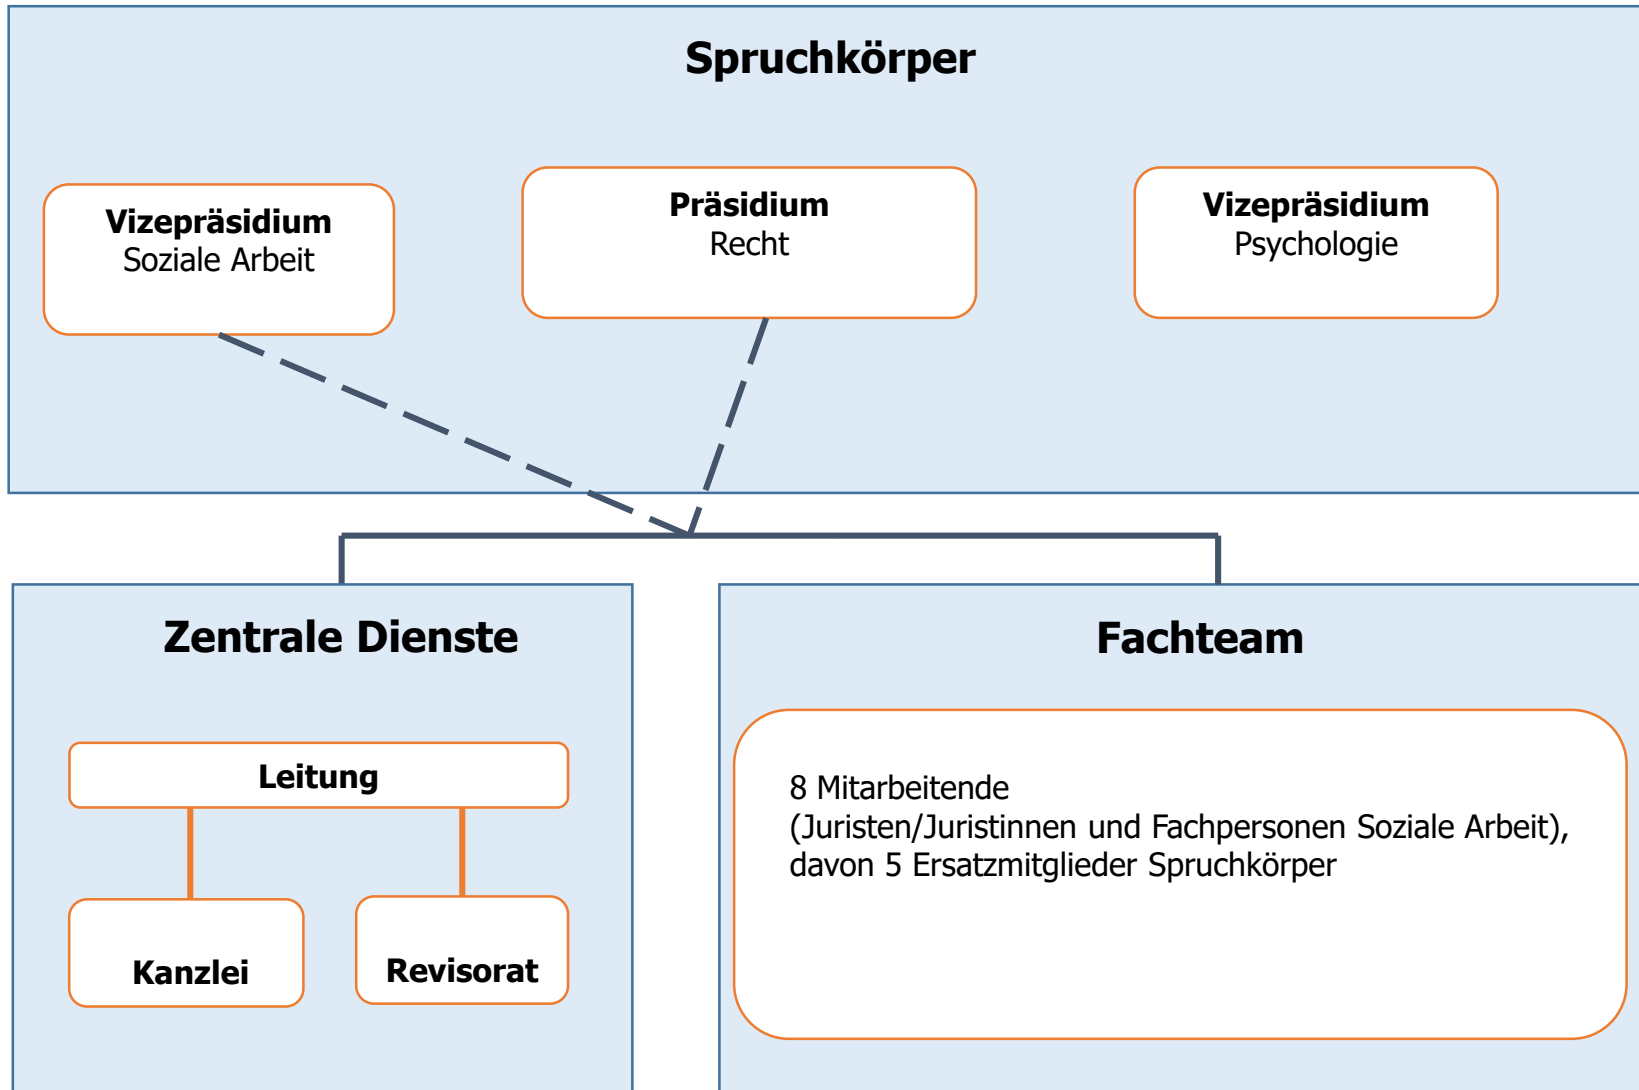 Spruchkörper
Vizepräsidium
Soziale Arbeit
Präsidium
Recht
Vizepräsidium
Psychologie
Zentrale Dienste
Leitung
Kanzlei
Revisorat
Fachteam
8 Mitarbeitende
(Juristen/Juristinnen und Fachpersonen Soziale Arbeit),
davon 5 Ersatzmitglieder Spruchkörper